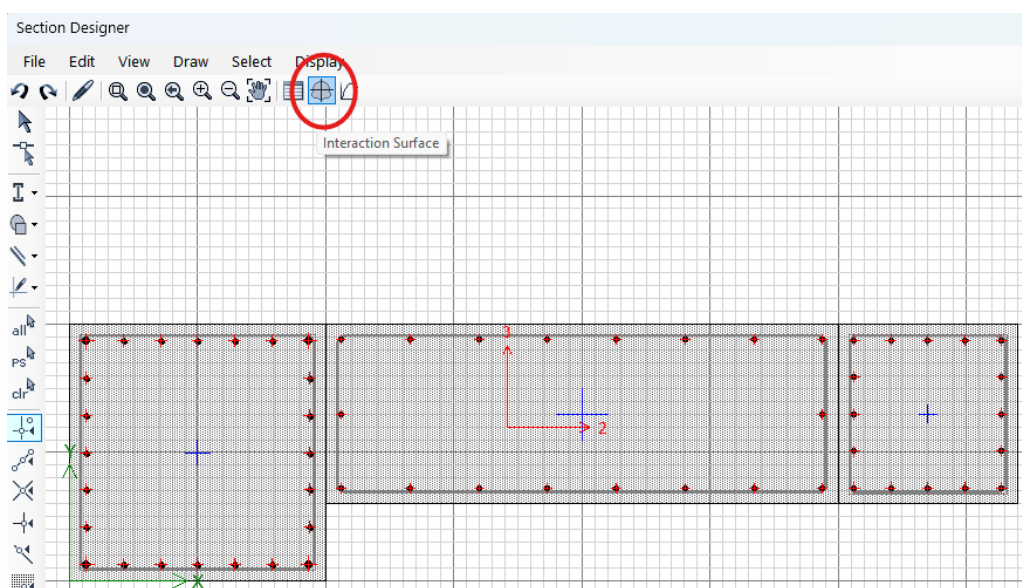 Section Designer
File Edit View Draw Select Display
Interaction Surface
all
PS
clr
3
2
Y
X